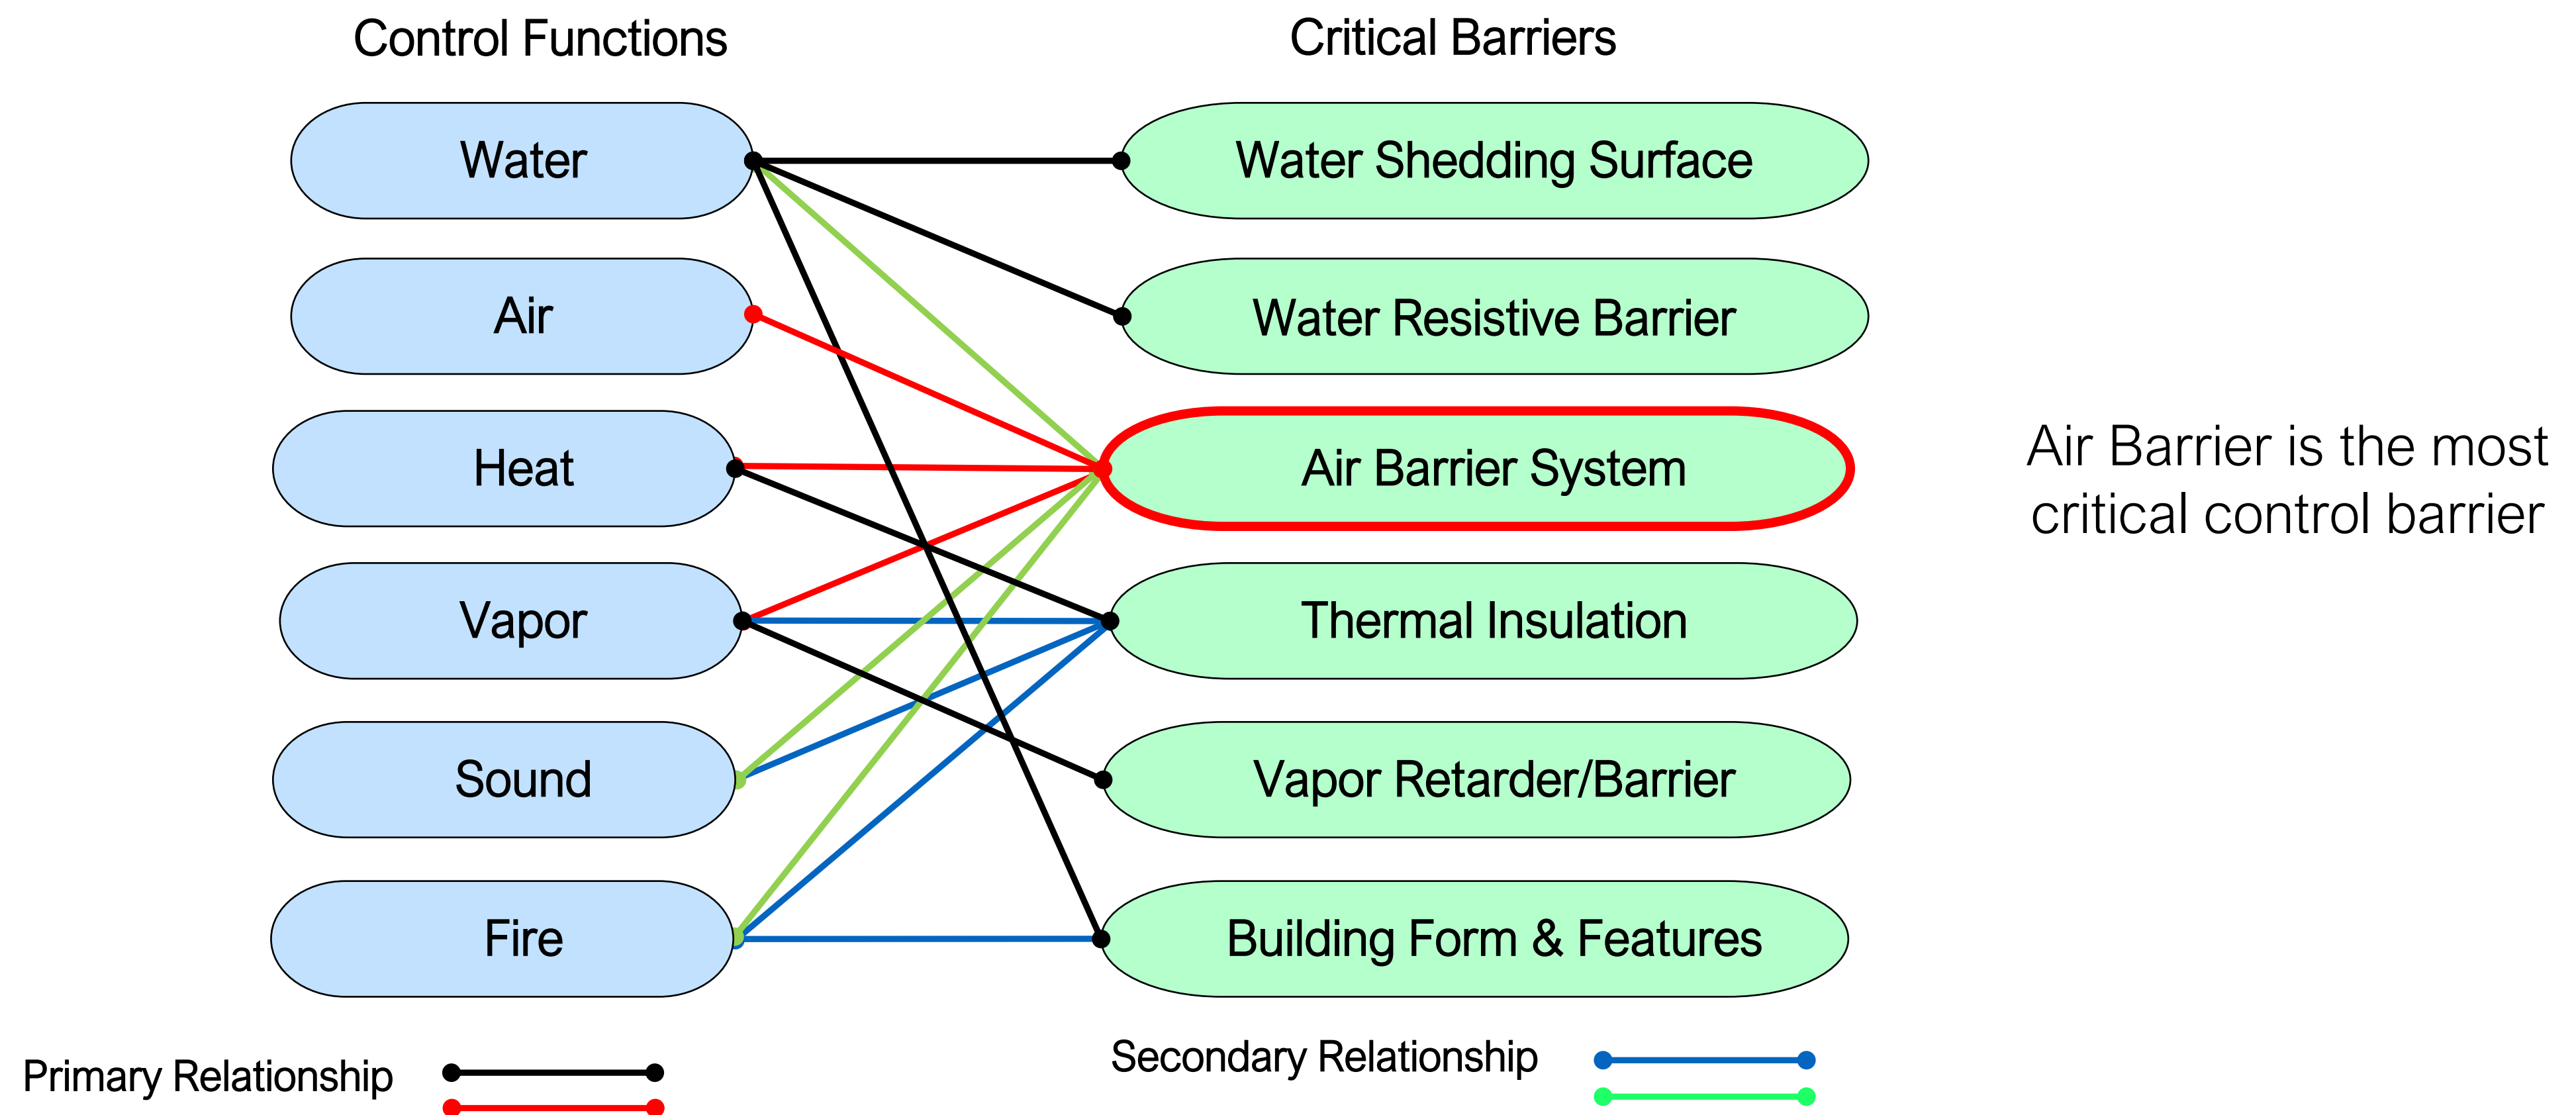 Control Functions
Critical Barriers
Water
Water Shedding Surface
Air
Water Resistive Barrier
Heat
Air Barrier System
Air Barrier is the most
critical control barrier
Vapor
Thermal Insulation
Sound
Vapor Retarder/Barrier
Fire
Building Form & Features
Primary Relationship
Secondary Relationship